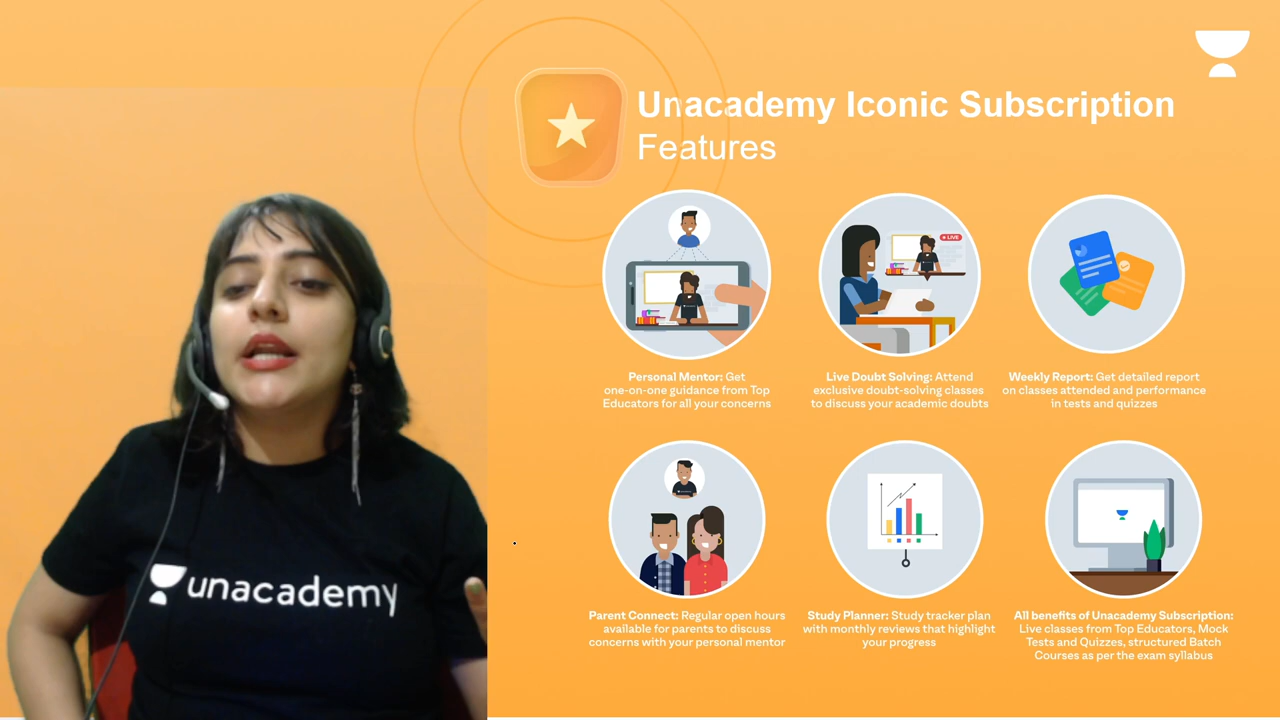 Unacademy Iconic Subscription
Features
LIVE
Personal Mentor: Get
one-on-one guidance from Top
Educators for all your concerns
Live Doubt Solving: Attend
exclusive doubt-solving classes
to discuss your academic doubts
Weekly Report: Get detailed report
on classes attended and performance
in tests and quizzes
Parent Connect: Regular open hours
available for parents to discuss
concerns with your personal mentor
Study Planner: Study tracker plan
with monthly reviews that highlight
your progress
All benefits of Unacademy Subscription:
Live classes from Top Educators, Mock
Tests and Quizzes, structured Batch
Courses as per the exam syllabus
unacademy